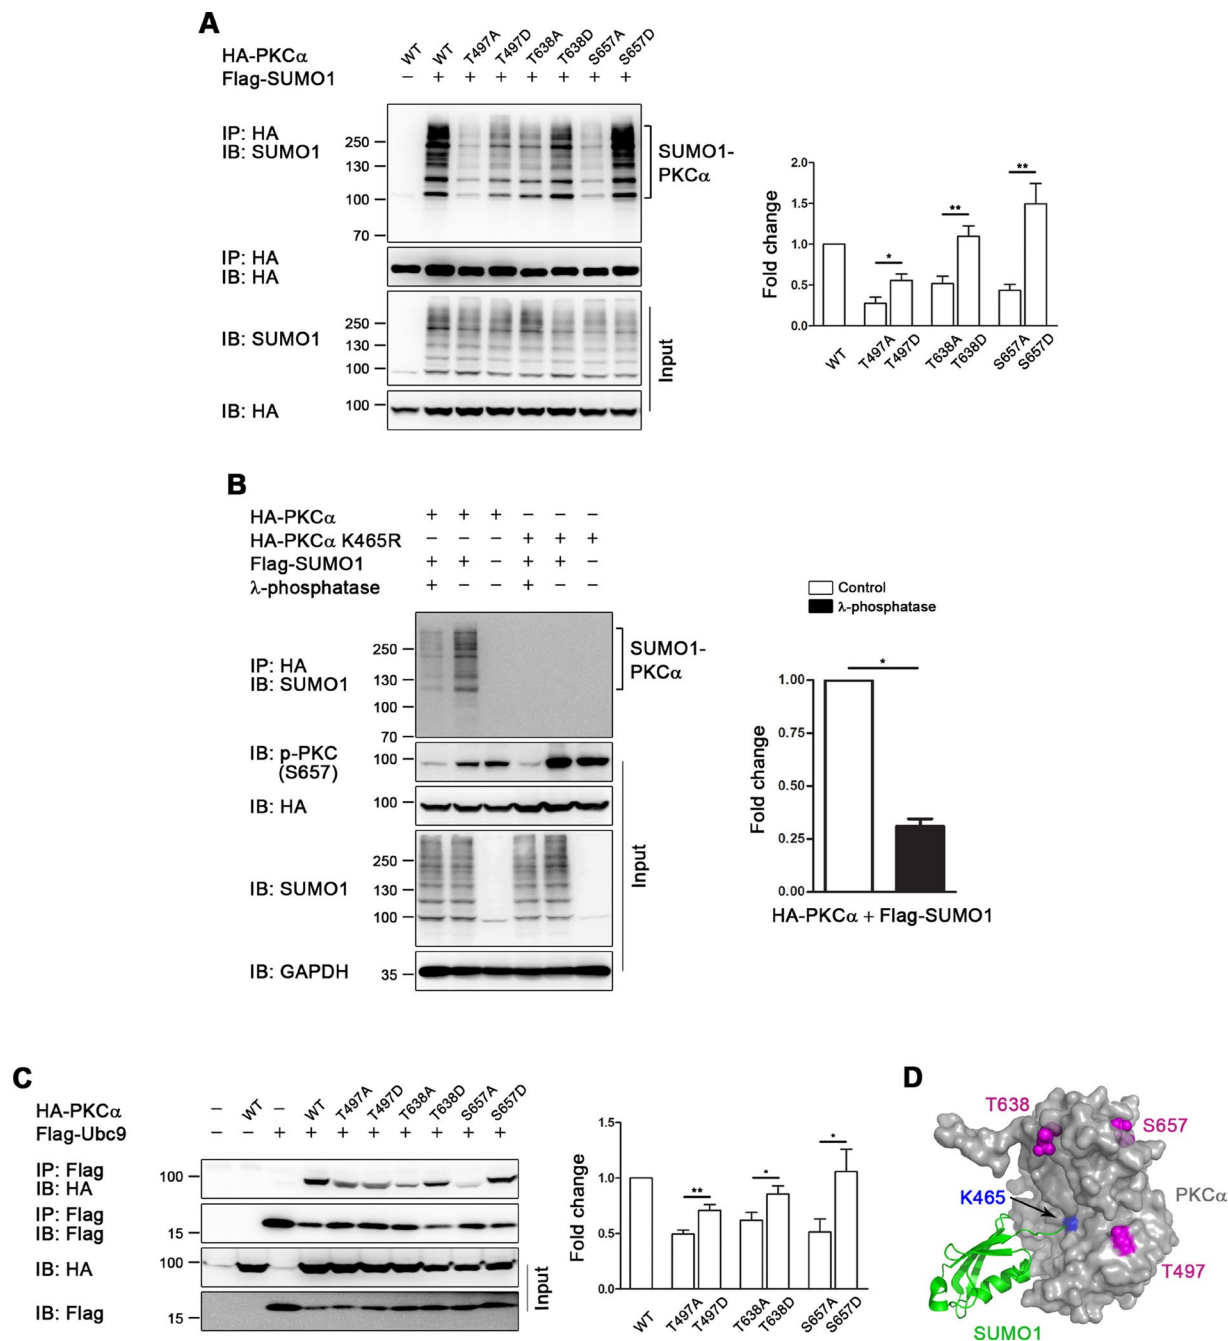 A
HA-PKCα WT WT T497A T497D T638A T638D S657A S657D
Flag-SUMO1 − + + + + + + +
IP: HA
IB: SUMO1
250
130
100
70
SUMO1-
PKCα
IP: HA
IB: HA
IB: SUMO1
250
130
100
IB: HA
100
Input
Fold change
2.0
1.5
1.0
0.5
0.0
* ** **
WT T497A T497D T638A T638D S657A S657D
B
HA-PKCα + + + − − −
HA-PKCα K465R − − − + + +
Flag-SUMO1 + + − + + −
λ-phosphatase + − − + − −
IP: HA
IB: SUMO1
250
130
100
70
SUMO1-
PKCα
IB: p-PKC
(S657)
100
IB: HA
100
IB: SUMO1
250
130
100
IB: GAPDH
35
Input
Control
λ-phosphatase
Fold change
1.00
0.75
0.50
0.25
0.00
*
HA-PKCα + Flag-SUMO1
C
HA-PKCα − WT − WT T497A T497D T638A T638D S657A S657D
Flag-Ubc9 − − + + + + + + + +
IP: Flag
IB: HA
100
IP: Flag
IB: Flag
15
IB: HA
100
IB: Flag
15
Input
Fold change
1.5
1.0
0.5
0.0
** * *
WT T497A T497D T638A T638D S657A S657D
D
T638
S657
K465
PKCα
T497
SUMO1